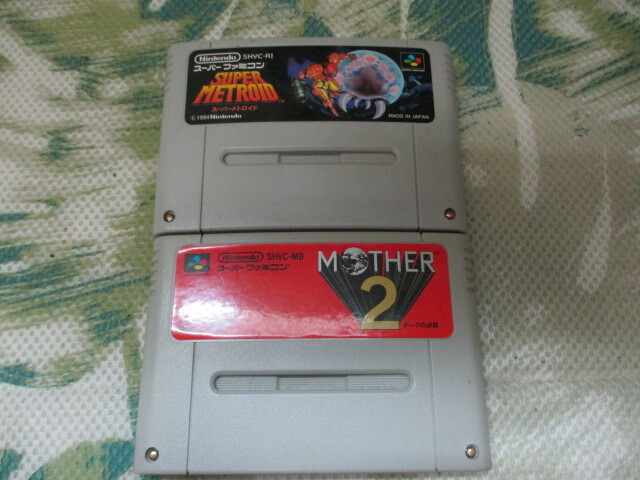 Nintendo SHVC-RI
スーパーファミコン
SUPER
METROID™
スーパーメトロイド
©1994 Nintendo
MADE IN JAPAN
Nintendo SHVC-MB
スーパーファミコン
MOTHER
2
ギーグの逆襲